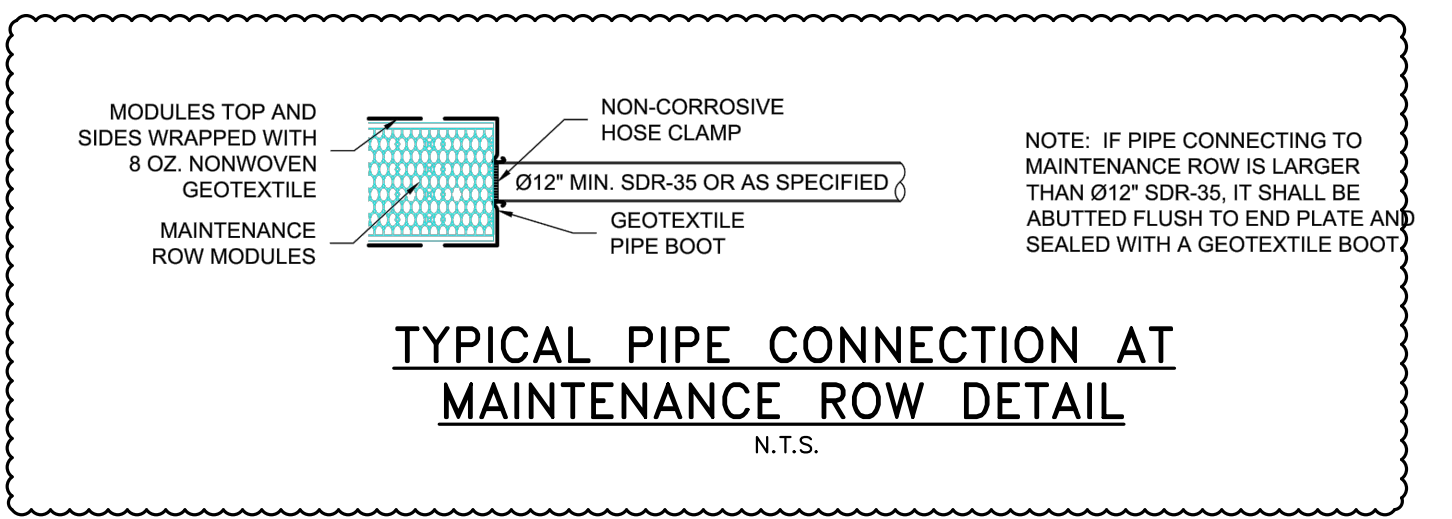 MODULES TOP AND
SIDES WRAPPED WITH
8 OZ. NONWOVEN
GEOTEXTILE
MAINTENANCE
ROW MODULES
NON-CORROSIVE
HOSE CLAMP
Ø12" MIN. SDR-35 OR AS SPECIFIED
GEOTEXTILE
PIPE BOOT
NOTE: IF PIPE CONNECTING TO
MAINTENANCE ROW IS LARGER
THAN Ø12" SDR-35, IT SHALL BE
ABUTTED FLUSH TO END PLATE AND
SEALED WITH A GEOTEXTILE BOOT.
TYPICAL PIPE CONNECTION AT
MAINTENANCE ROW DETAIL
N.T.S.